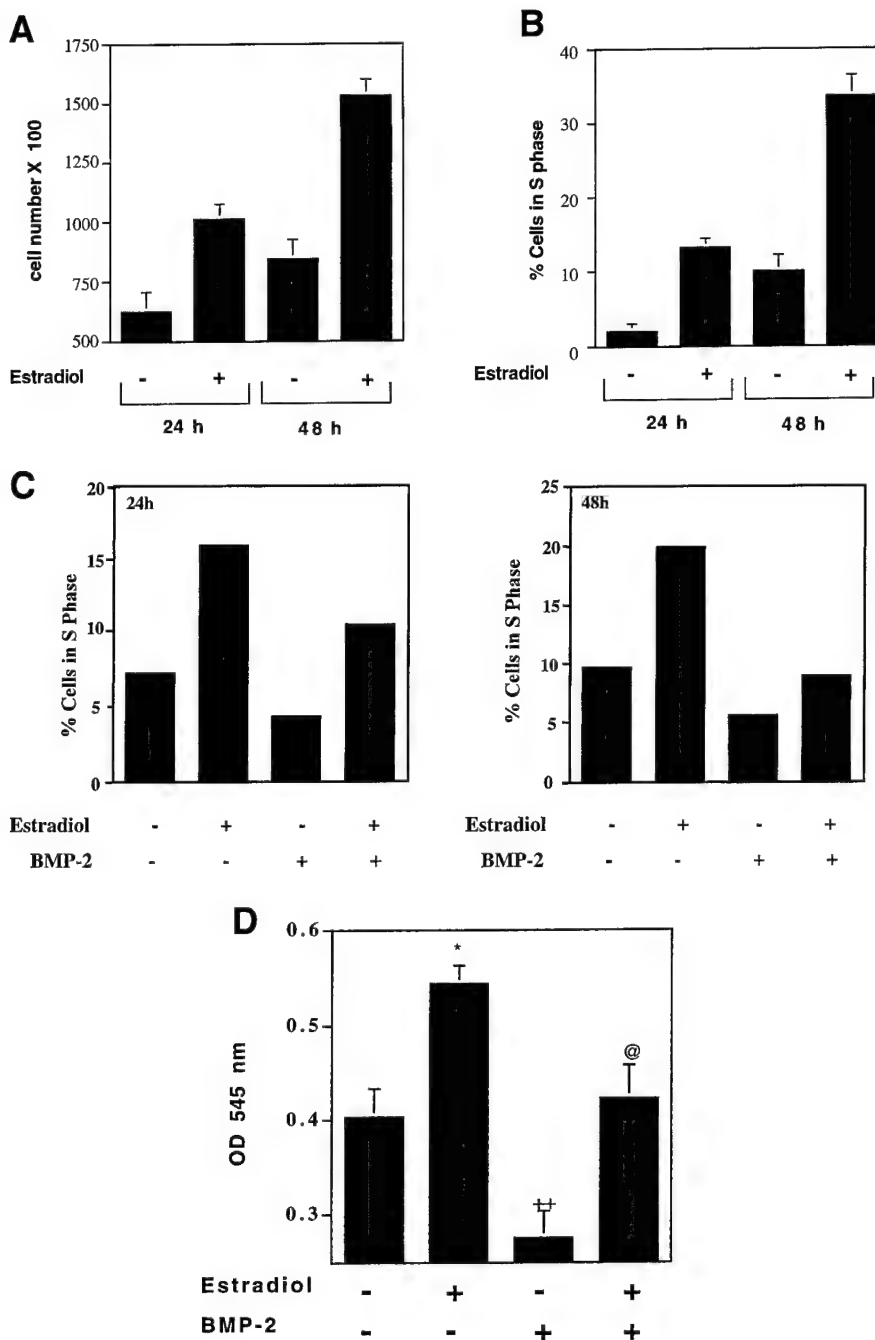 A
1750
1500
1250
1000
750
500
cell number X 100
Estradiol - + - +
24 h 48 h
B
40
30
20
10
0
% Cells in S phase
Estradiol - + - +
24 h 48 h
C
20
15
10
5
0
% Cells in S Phase
24h
Estradiol - + - +
BMP-2 - - + +
25
20
15
10
5
0
% Cells in S Phase
48h
Estradiol - + - +
BMP-2 - - + +
D
0.6
0.5
0.4
0.3
OD 545 nm
*
‡‡
@
Estradiol - + - +
BMP-2 - - + +